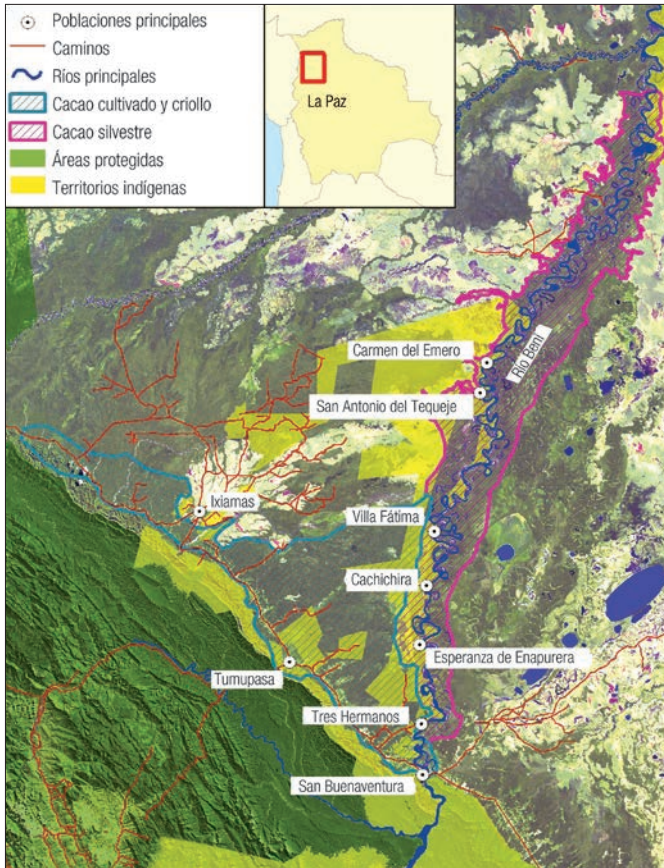 Poblaciones principales
Caminos
Ríos principales
Cacao cultivado y criollo
Cacao silvestre
Áreas protegidas
Territorios indígenas
La Paz
Carmen del Emero
Río Beni
San Antonio del Tequeje
Ixiamas
Villa Fátima
Cachichira
Esperanza de Enapurera
Tumupasa
Tres Hermanos
San Buenaventura